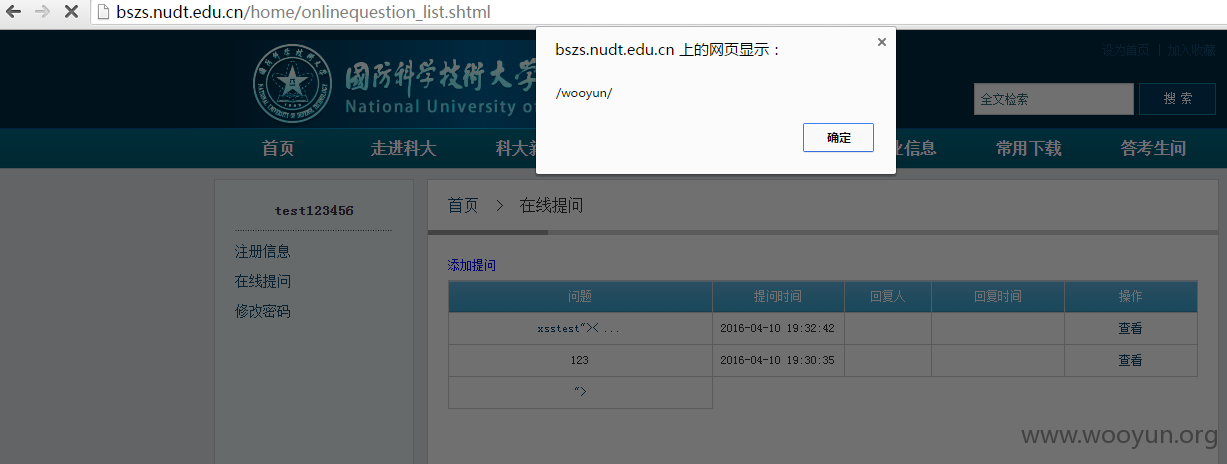 bszs.nudt.edu.cn/home/onlinequestion_list.shtml
bszs.nudt.edu.cn 上的网页显示：
/wooyun/
确定
设为首页 | 加入收藏
國防科学技術大
National University of
全文检索
搜 索
首页
走进科大
科大
业信息
常用下载
答考生问
test123456
注册信息
在线提问
修改密码
首页 > 在线提问
添加提问
问题 提问时间 回复人 回复时间 操作
xsstest">< ... 2016-04-10 19:32:42 查看
123 2016-04-10 19:30:35 查看
">
www.wooyun.org